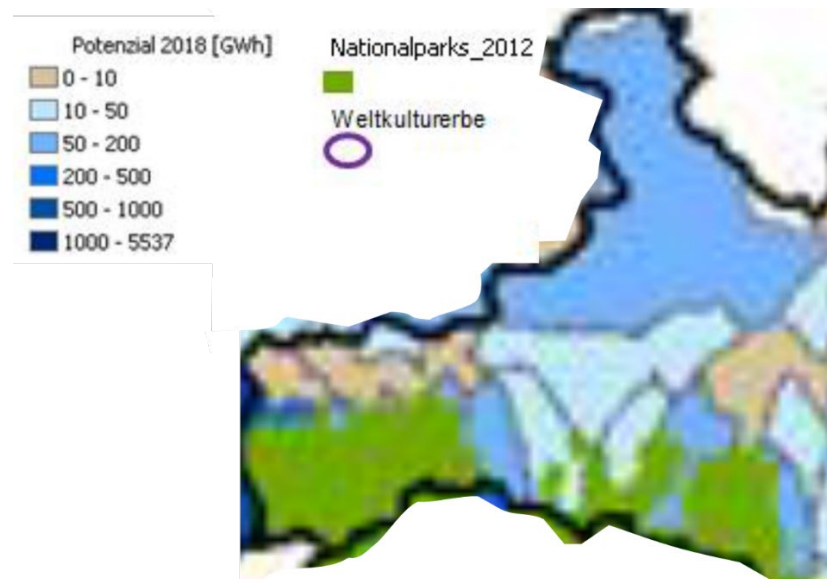 Potenzial 2018 [GWh]
0 - 10
10 - 50
50 - 200
200 - 500
500 - 1000
1000 - 5537
Nationalparks_2012
Weltkulturerbe